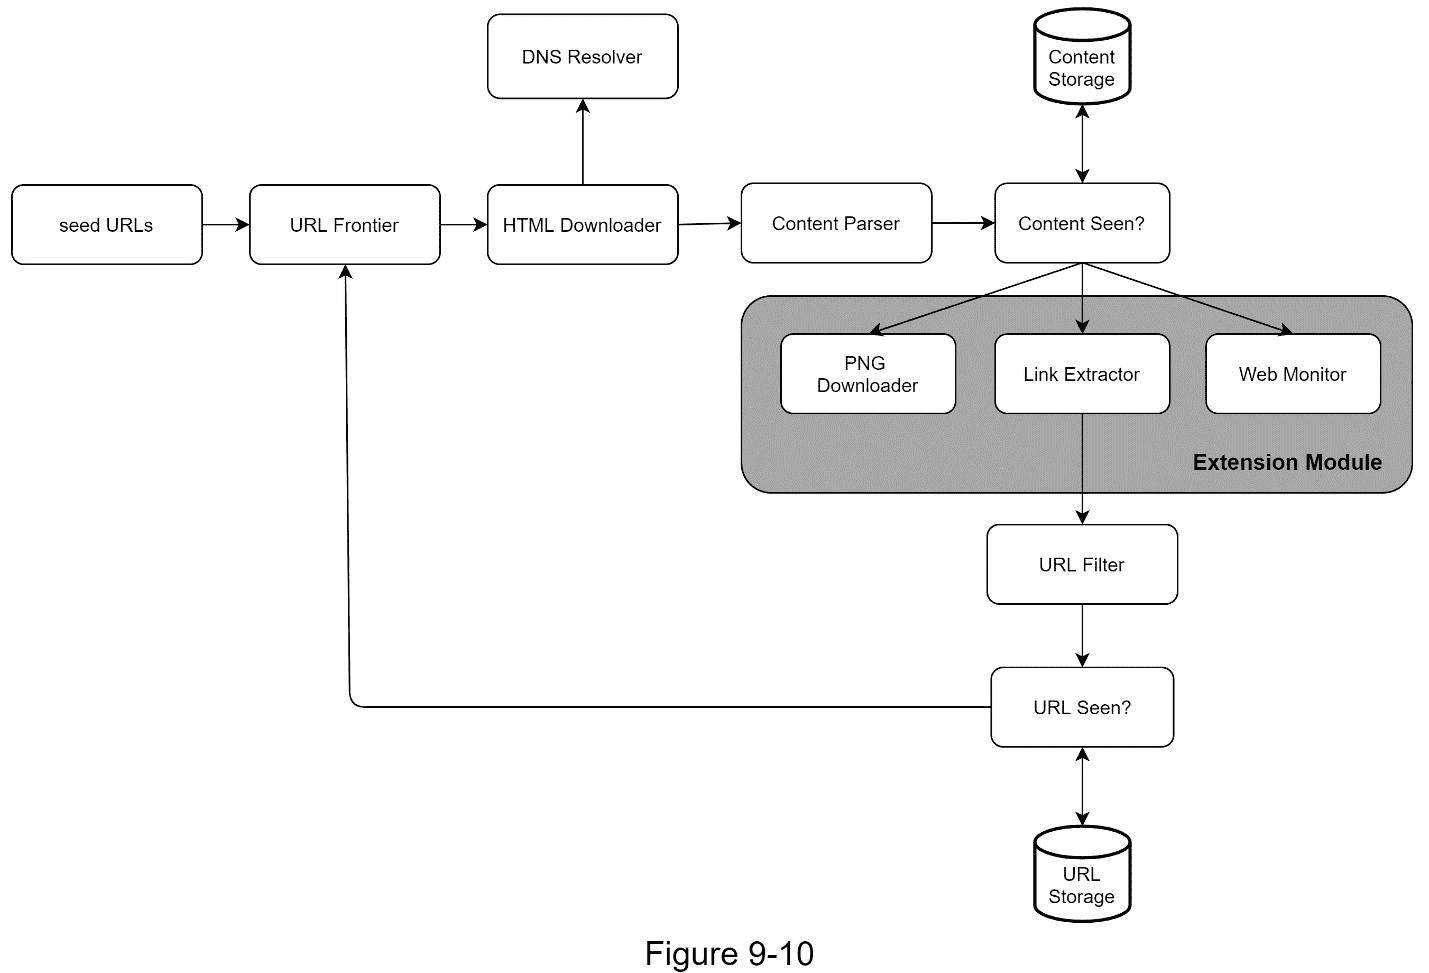 DNS Resolver
Content
Storage
seed URLs
URL Frontier
HTML Downloader
Content Parser
Content Seen?
PNG
Downloader
Link Extractor
Web Monitor
Extension Module
URL Filter
URL Seen?
URL
Storage
Figure 9-10